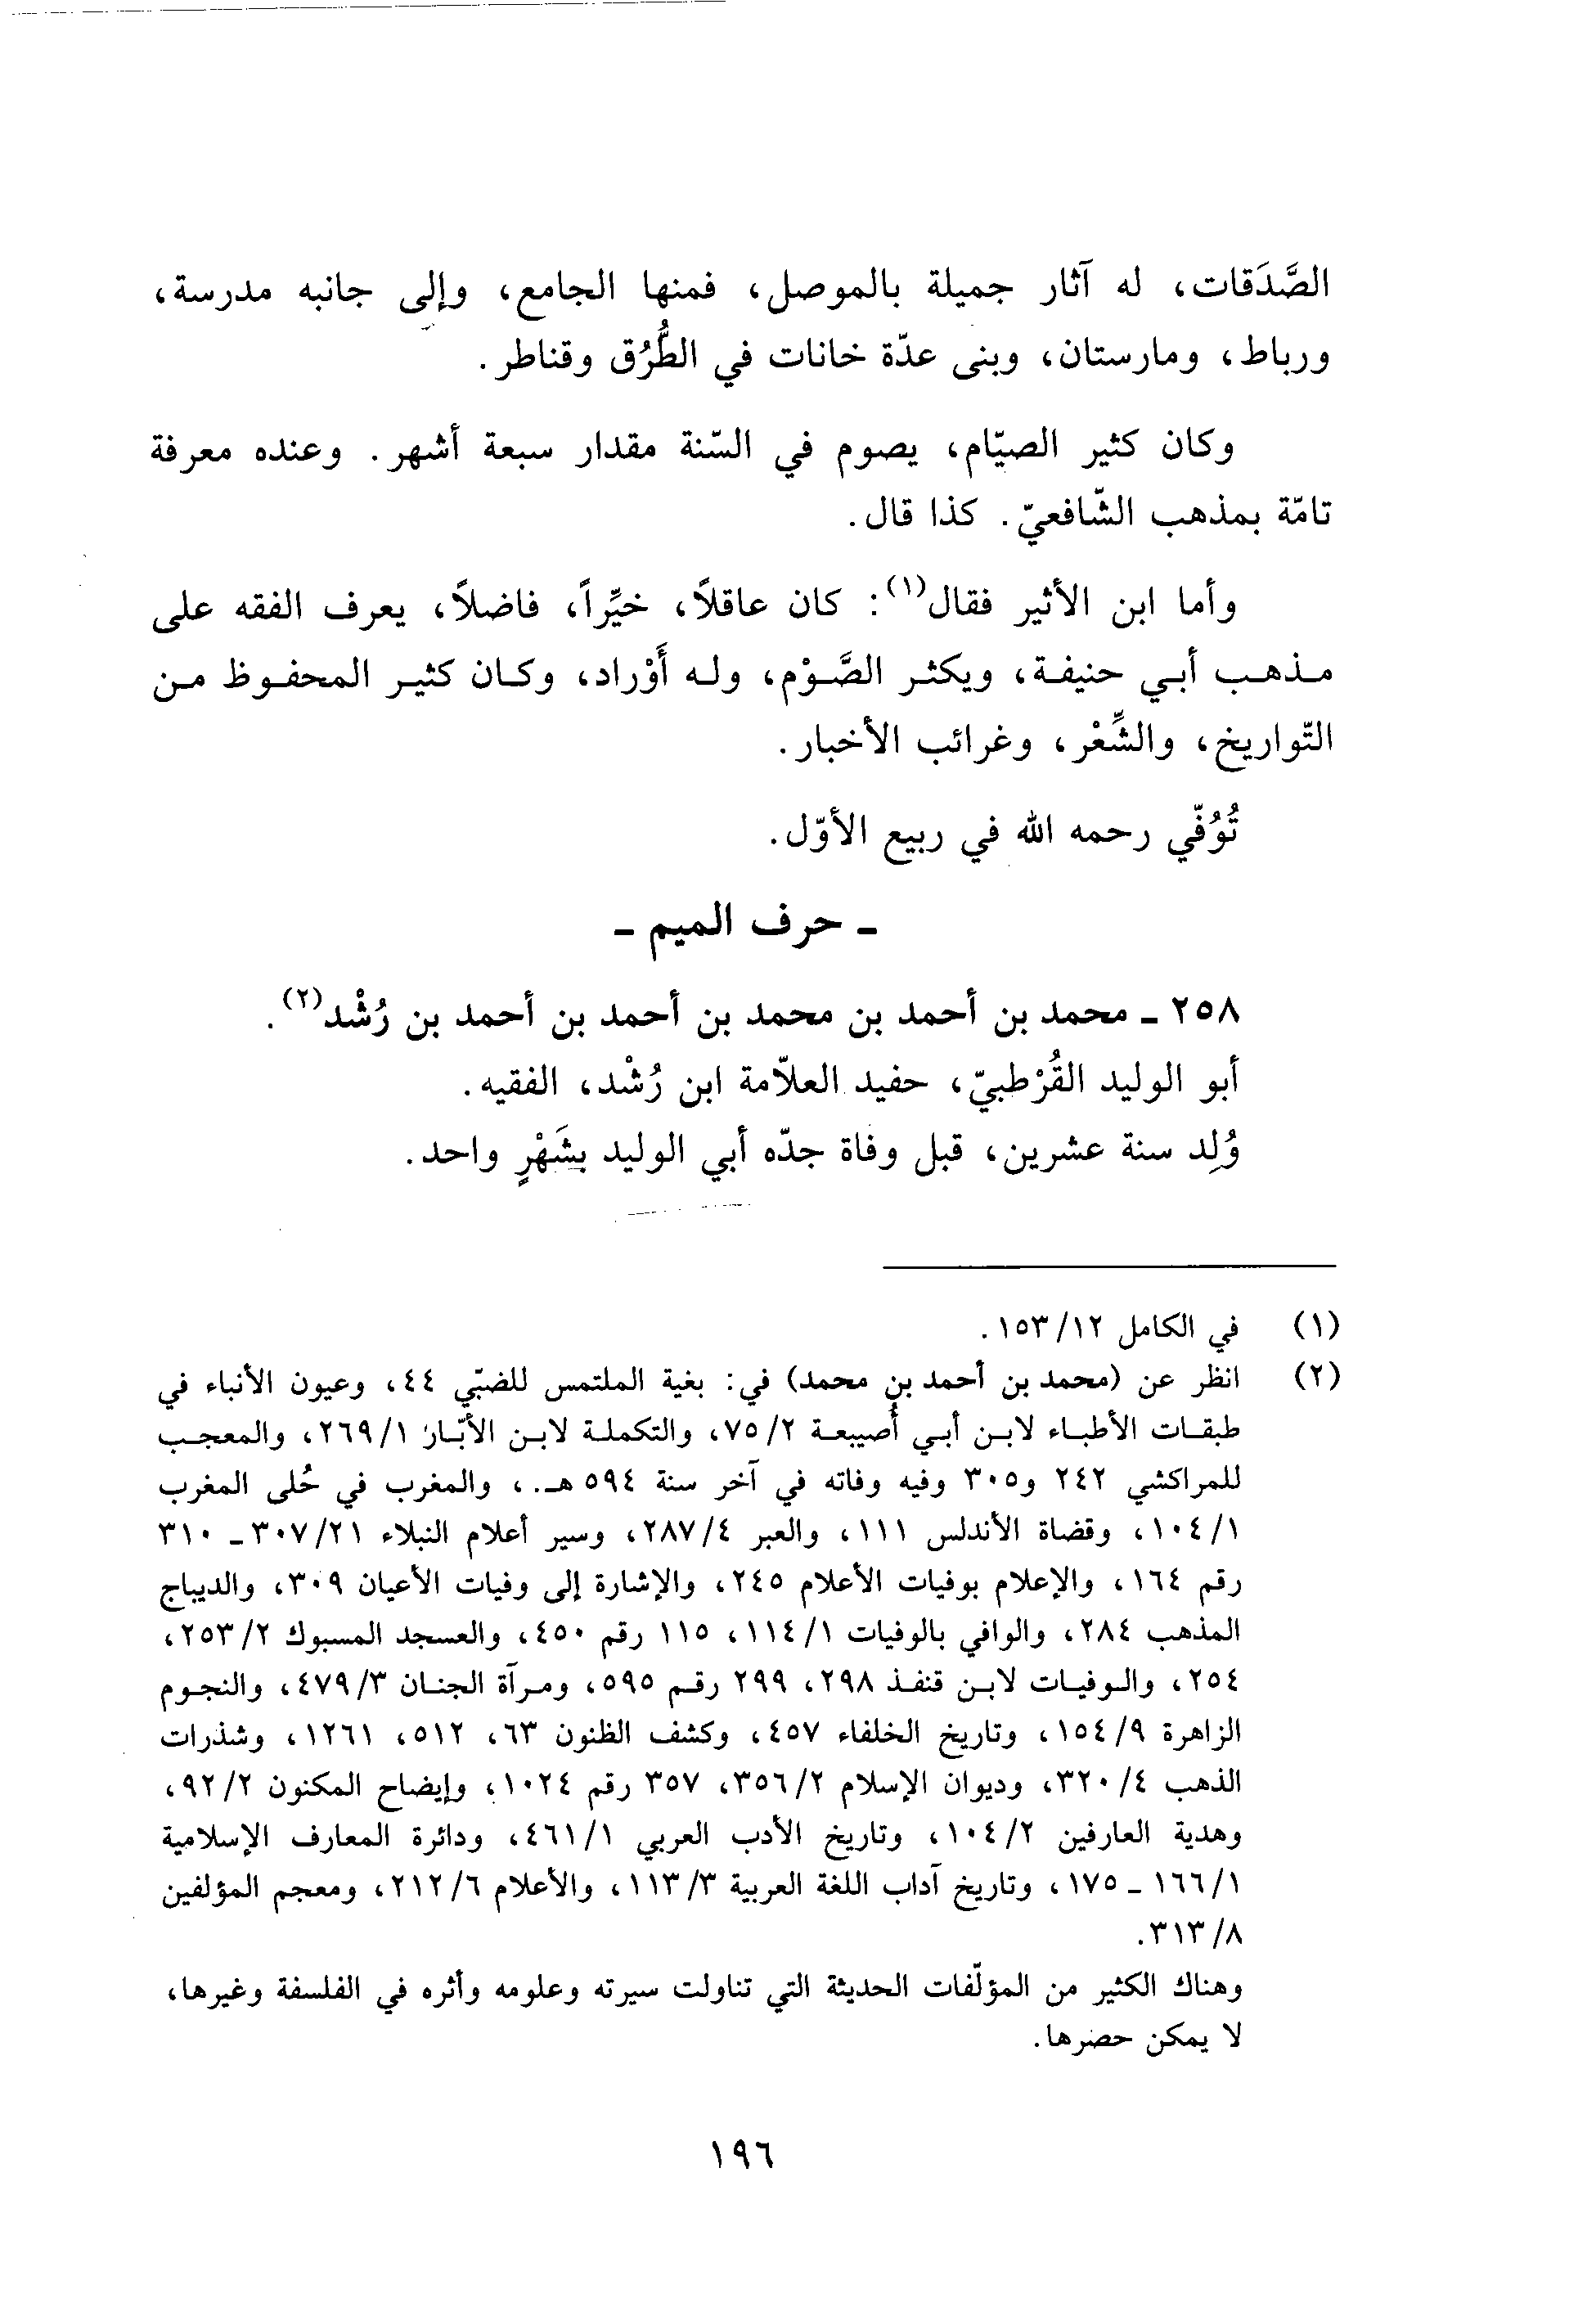 الصَّدَقات، له آثار جميلة بالموصل، فمنها الجامع، وإلى جانبه مدرسة،
ورباط، ومارستان، وبنى عدّة خانات في الطُّرُق وقناطر.
وكان كثير الصيّام، يصوم في السّنة مقدار سبعة أشهر. وعنده معرفة
تامّة بمذهب الشّافعيّ. كذا قال.
وأما ابن الأثير فقال(١): كان عاقلاً، خيِّراً، فاضلاً، يعرف الفقه على
مذهب أبي حنيفة، ويكثر الصَّوْم، وله أَوْراد، وكان كثير المحفوظ من
التّواريخ، والشِّعْر، وغرائب الأخبار.
تُوُفّي رحمه الله في ربيع الأوّل.
ـ حرف الميم ـ
٢٥٨ ـ محمد بن أحمد بن محمد بن أحمد بن أحمد بن رُشْد(٢).
أبو الوليد القُرْطبيّ، حفيد العلاّمة ابن رُشْد، الفقيه.
وُلِد سنة عشرين، قبل وفاة جدّه أبي الوليد بشَهْرٍ واحد.
(١) في الكامل ١٥٣/١٢.
(٢) انظر عن (محمد بن أحمد بن محمد) في: بغية الملتمس للضبّي ٤٤، وعيون الأنباء في
طبقات الأطباء لابن أبي أُصيبعة ٧٥/٢، والتكملة لابن الأبّار ٢٦٩/١، والمعجب
للمراكشي ٢٤٢ و٣٠٥ وفيه وفاته في آخر سنة ٥٩٤ هـ.، والمغرب في حُلى المغرب
١٠٤/١، وقضاة الأندلس ١١١، والعبر ٢٨٧/٤، وسير أعلام النبلاء ٣٠٧/٢١ ـ ٣١٠
رقم ١٦٤، والإعلام بوفيات الأعلام ٢٤٥، والإشارة إلى وفيات الأعيان ٣٠٩، والديباج
المذهب ٢٨٤، والوافي بالوفيات ١١٤/١، ١١٥ رقم ٤٥٠، والعسجد المسبوك ٢٥٣/٢،
٢٥٤، والوفيات لابن قنفذ ٢٩٨، ٢٩٩ رقم ٥٩٥، ومرآة الجنان ٤٧٩/٣، والنجوم
الزاهرة ١٥٤/٩، وتاريخ الخلفاء ٤٥٧، وكشف الظنون ٦٣، ٥١٢، ١٢٦١، وشذرات
الذهب ٣٢٠/٤، وديوان الإسلام ٣٥٦/٢، ٣٥٧ رقم ١٠٢٤، وإيضاح المكنون ٩٢/٢،
وهدية العارفين ١٠٤/٢، وتاريخ الأدب العربي ٤٦١/١، ودائرة المعارف الإسلامية
١٦٦/١ ـ ١٧٥، وتاريخ آداب اللغة العربية ١١٣/٣، والأعلام ٢١٢/٦، ومعجم المؤلفين
٣١٣/٨.
وهناك الكثير من المؤلّفات الحديثة التي تناولت سيرته وعلومه وأثره في الفلسفة وغيرها،
لا يمكن حصرها.
١٩٦